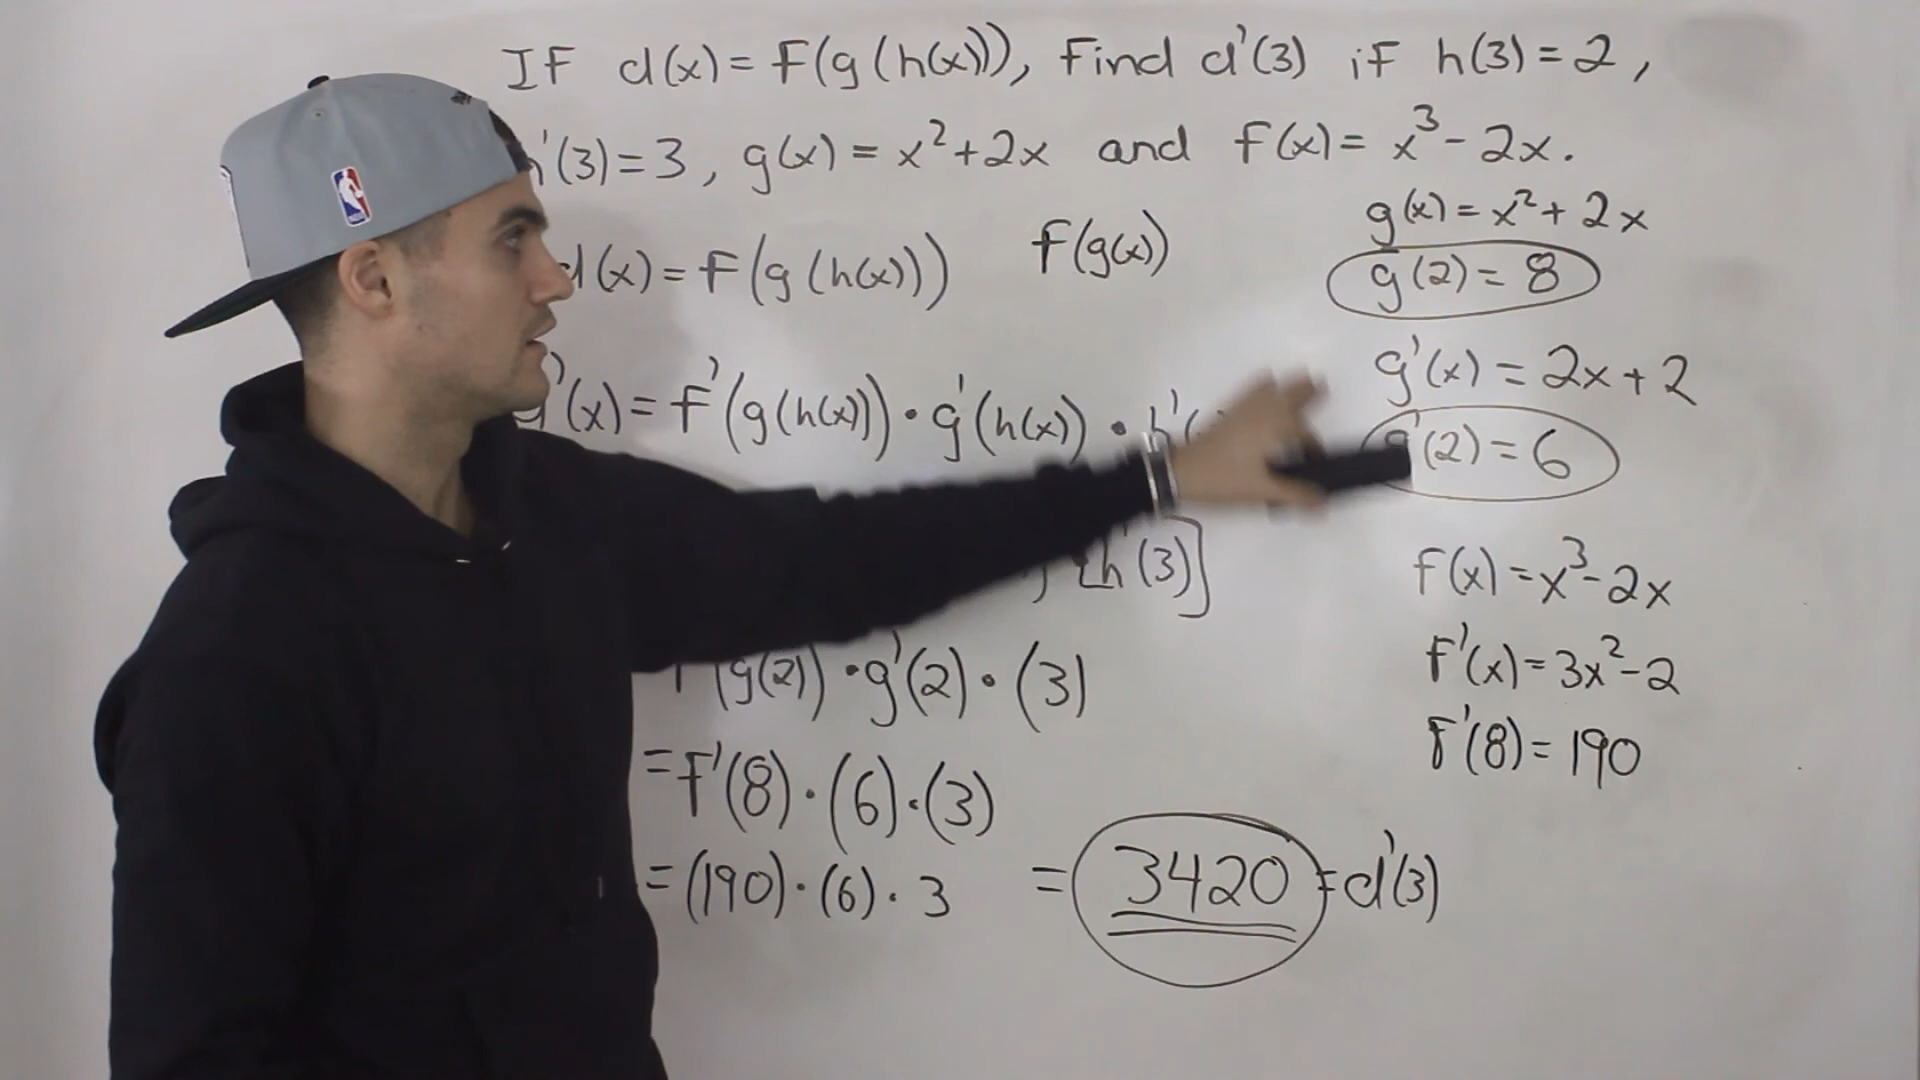 IF d(x) = F(g(h(x))), Find d'(3) iF h(3) = 2,
'(3) = 3, g(x) = x²+2x and f(x) = x³ - 2x.
d(x) = F(g(h(x))) F(g(x))
'(x) = F'(g(h(x))) · g'(h(x)) · h'(
[h'(3)]
(g(2)) · g'(2) · (3)
= F'(8) · (6) · (3)
= (190) · (6) · 3 = 3420 = d'(3)
g(x) = x² + 2x
g(2) = 8
g'(x) = 2x + 2
(2) = 6
F(x) = x³ - 2x
F'(x) = 3x² - 2
F'(8) = 190